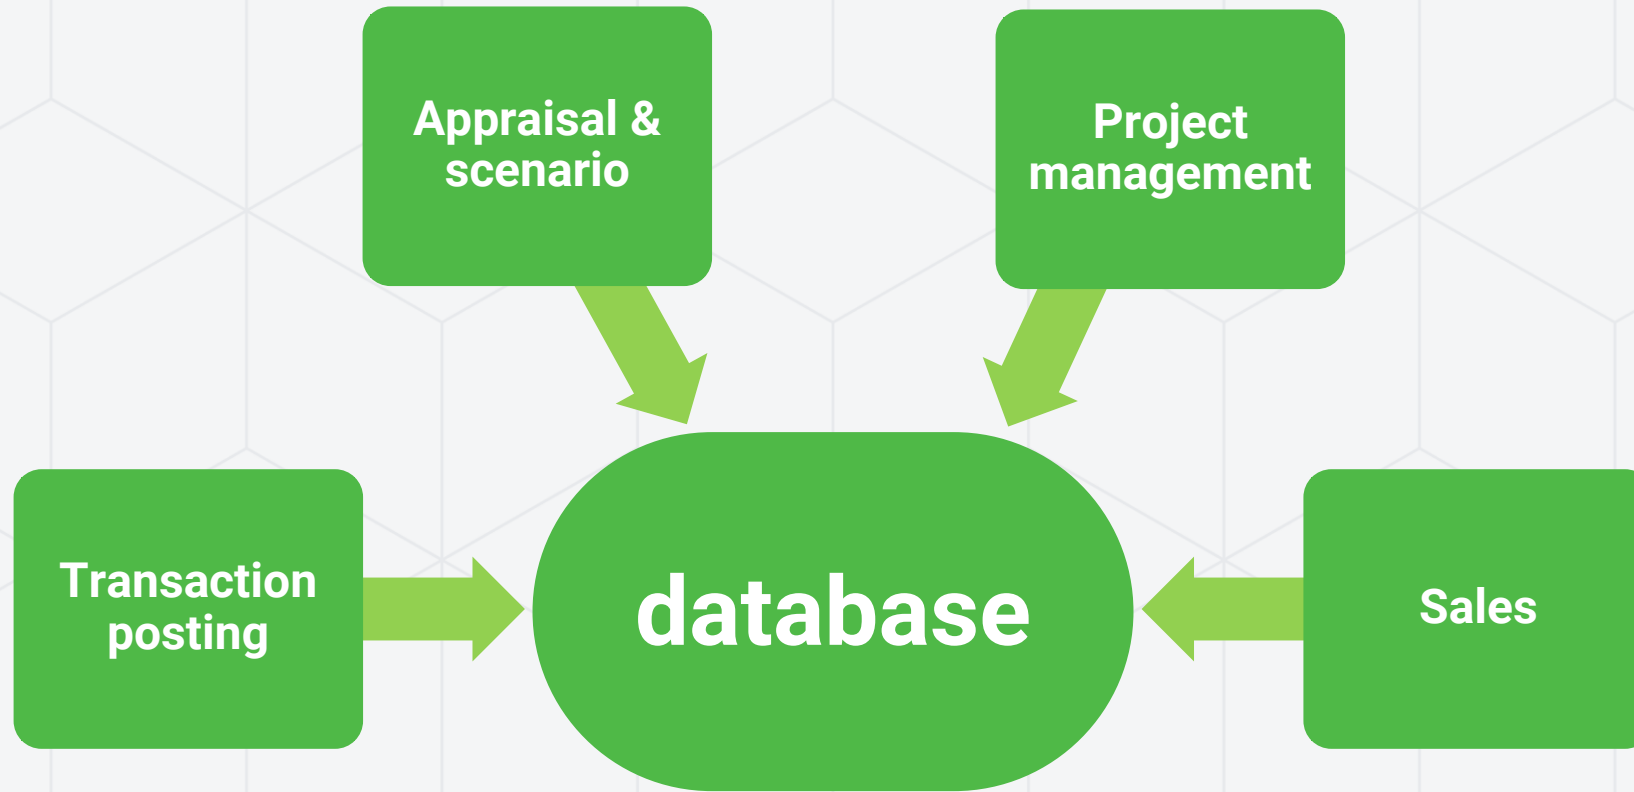 Appraisal &
scenario
Project
management
Transaction
posting
database
Sales